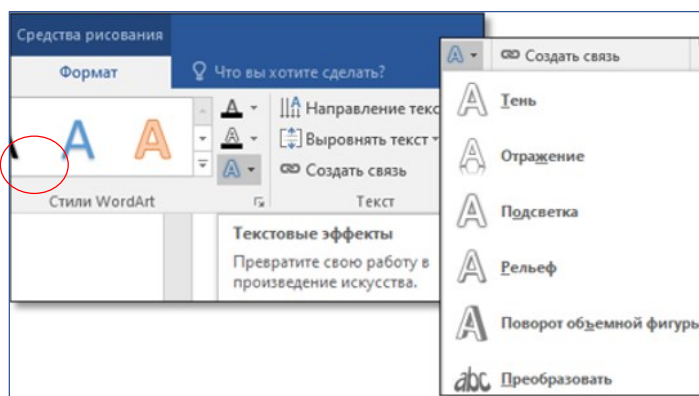 Средства рисования
Формат
Что вы хотите сделать?
A
A
A
A
Направление текс
A
Выровнять текст
A
Создать связь
Стили WordArt
Текст
Текстовые эффекты
Превратите свою работу в
произведение искусства.
A
Создать связь
A Тень
A Отражение
A Подсветка
A Рельеф
A Поворот объемной фигуры
abc Преобразовать